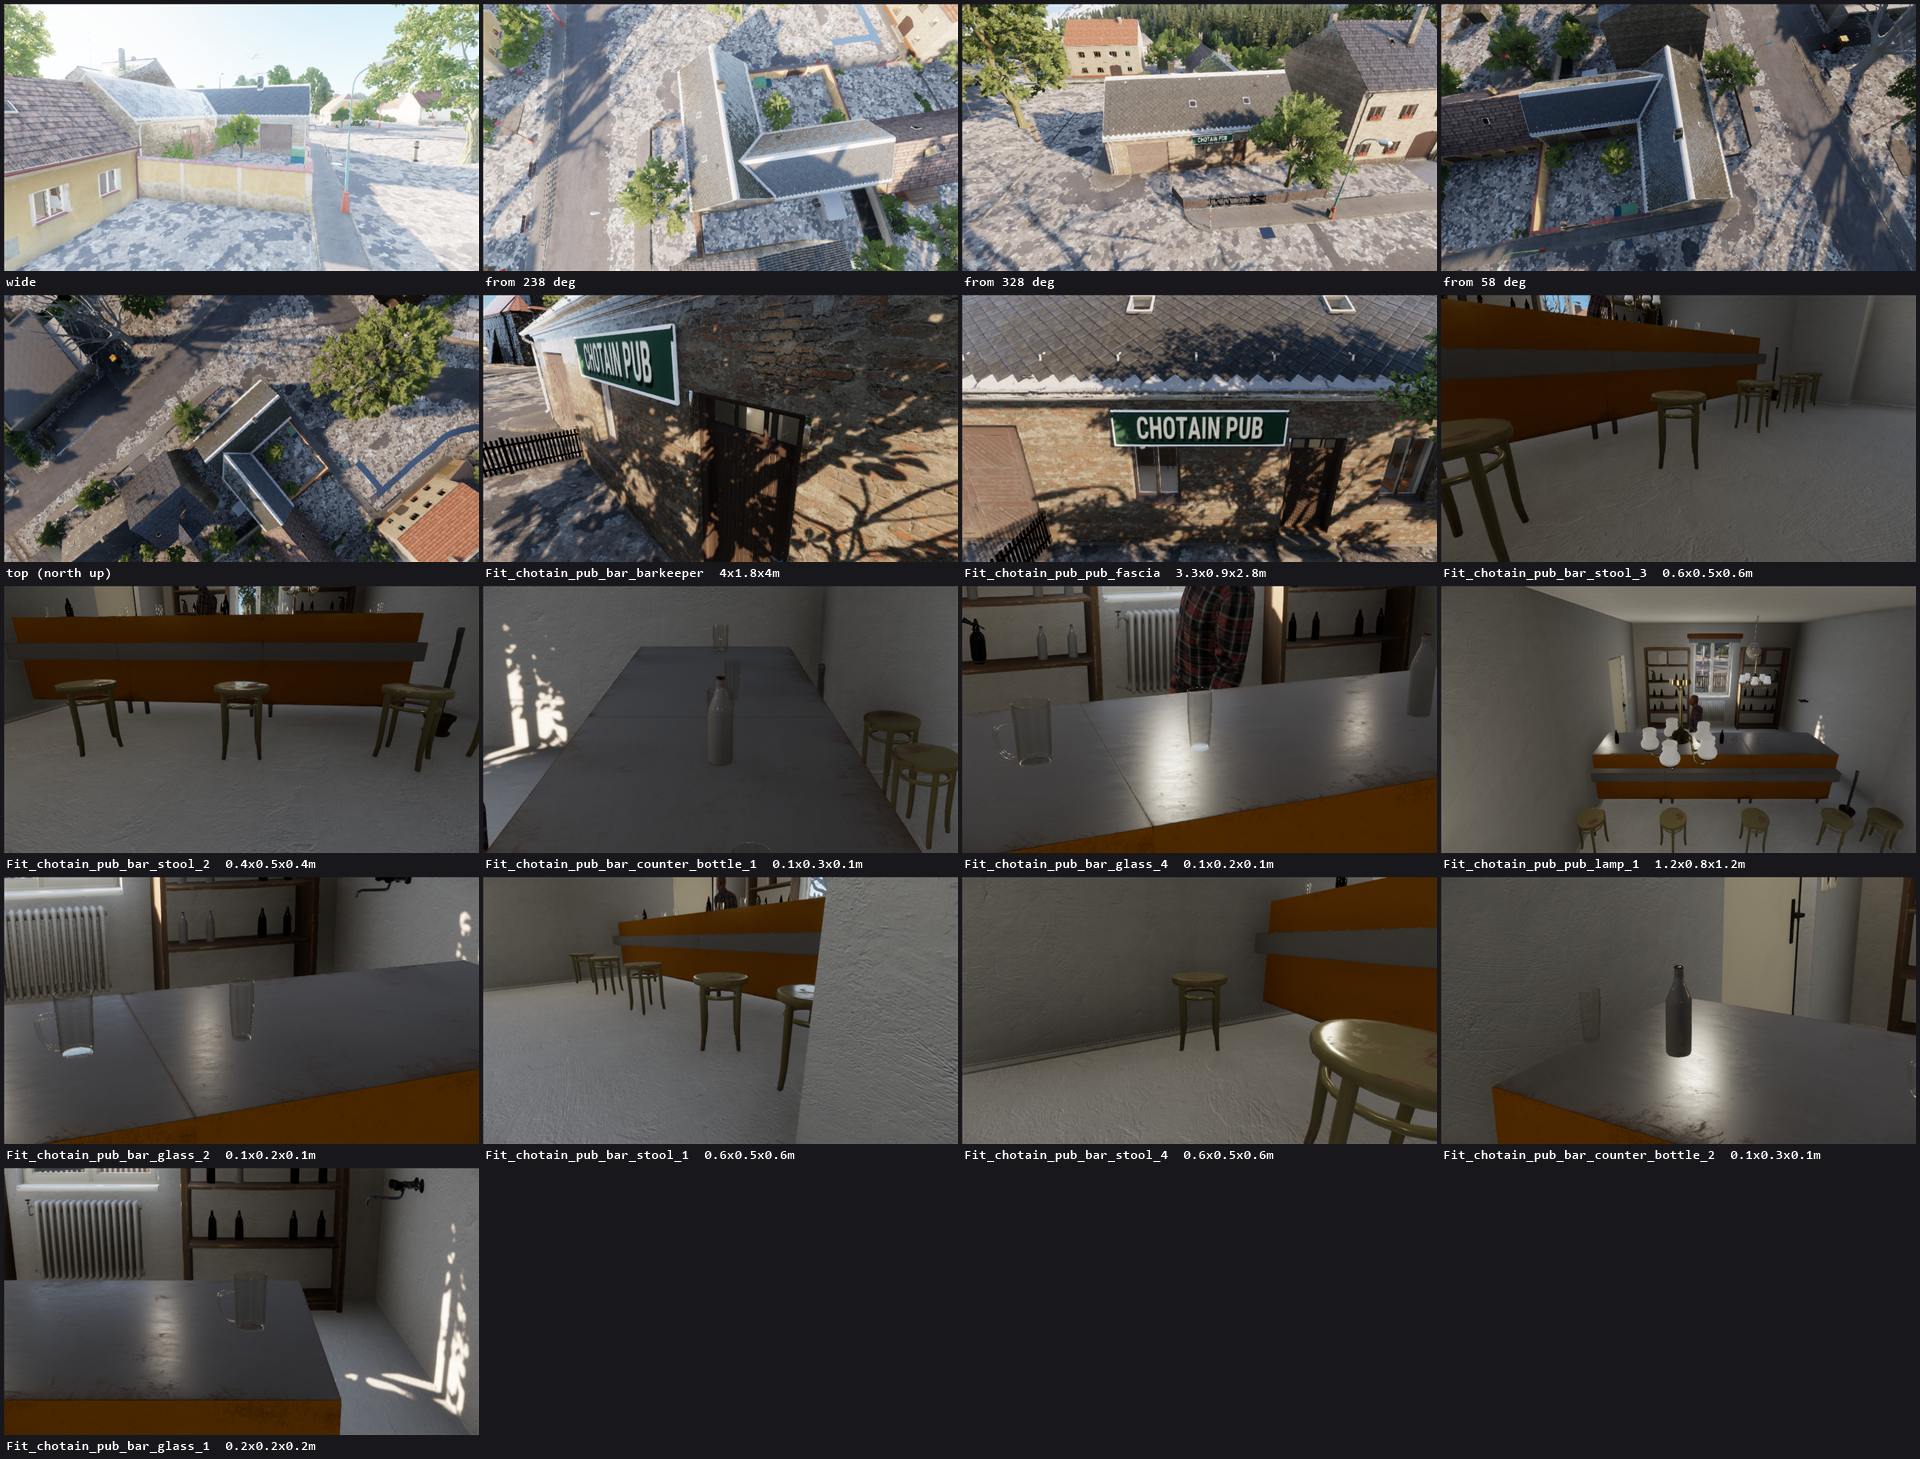 CHOTAIN PUB
wide
from 238 deg
from 328 deg
from 58 deg
CHOTAIN PUB
CHOTAIN PUB
top (north up)
Fit_chotain_pub_bar_barkeeper 4x1.8x4m
Fit_chotain_pub_pub_fascia 3.3x0.9x2.8m
Fit_chotain_pub_bar_stool_3 0.6x0.5x0.6m
Fit_chotain_pub_bar_stool_2 0.4x0.5x0.4m
Fit_chotain_pub_bar_counter_bottle_1 0.1x0.3x0.1m
Fit_chotain_pub_bar_glass_4 0.1x0.2x0.1m
Fit_chotain_pub_pub_lamp_1 1.2x0.8x1.2m
Fit_chotain_pub_bar_glass_2 0.1x0.2x0.1m
Fit_chotain_pub_bar_stool_1 0.6x0.5x0.6m
Fit_chotain_pub_bar_stool_4 0.6x0.5x0.6m
Fit_chotain_pub_bar_counter_bottle_2 0.1x0.3x0.1m
Fit_chotain_pub_bar_glass_1 0.2x0.2x0.2m